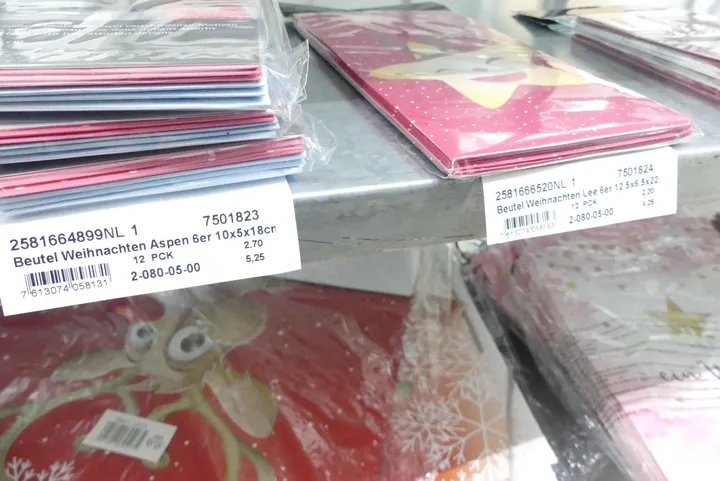 2581664899NL 1 7501823
Beutel Weihnachten Aspen 6er 10x5x18cm
12 PCK 2.70
7613074058131 2-080-05-00 5,25
2581666520NL 1 7501824
Beutel Weihnachten Lee 6er 12,5x6,5x22
12 PCK 2.20
2-080-05-00 4,25